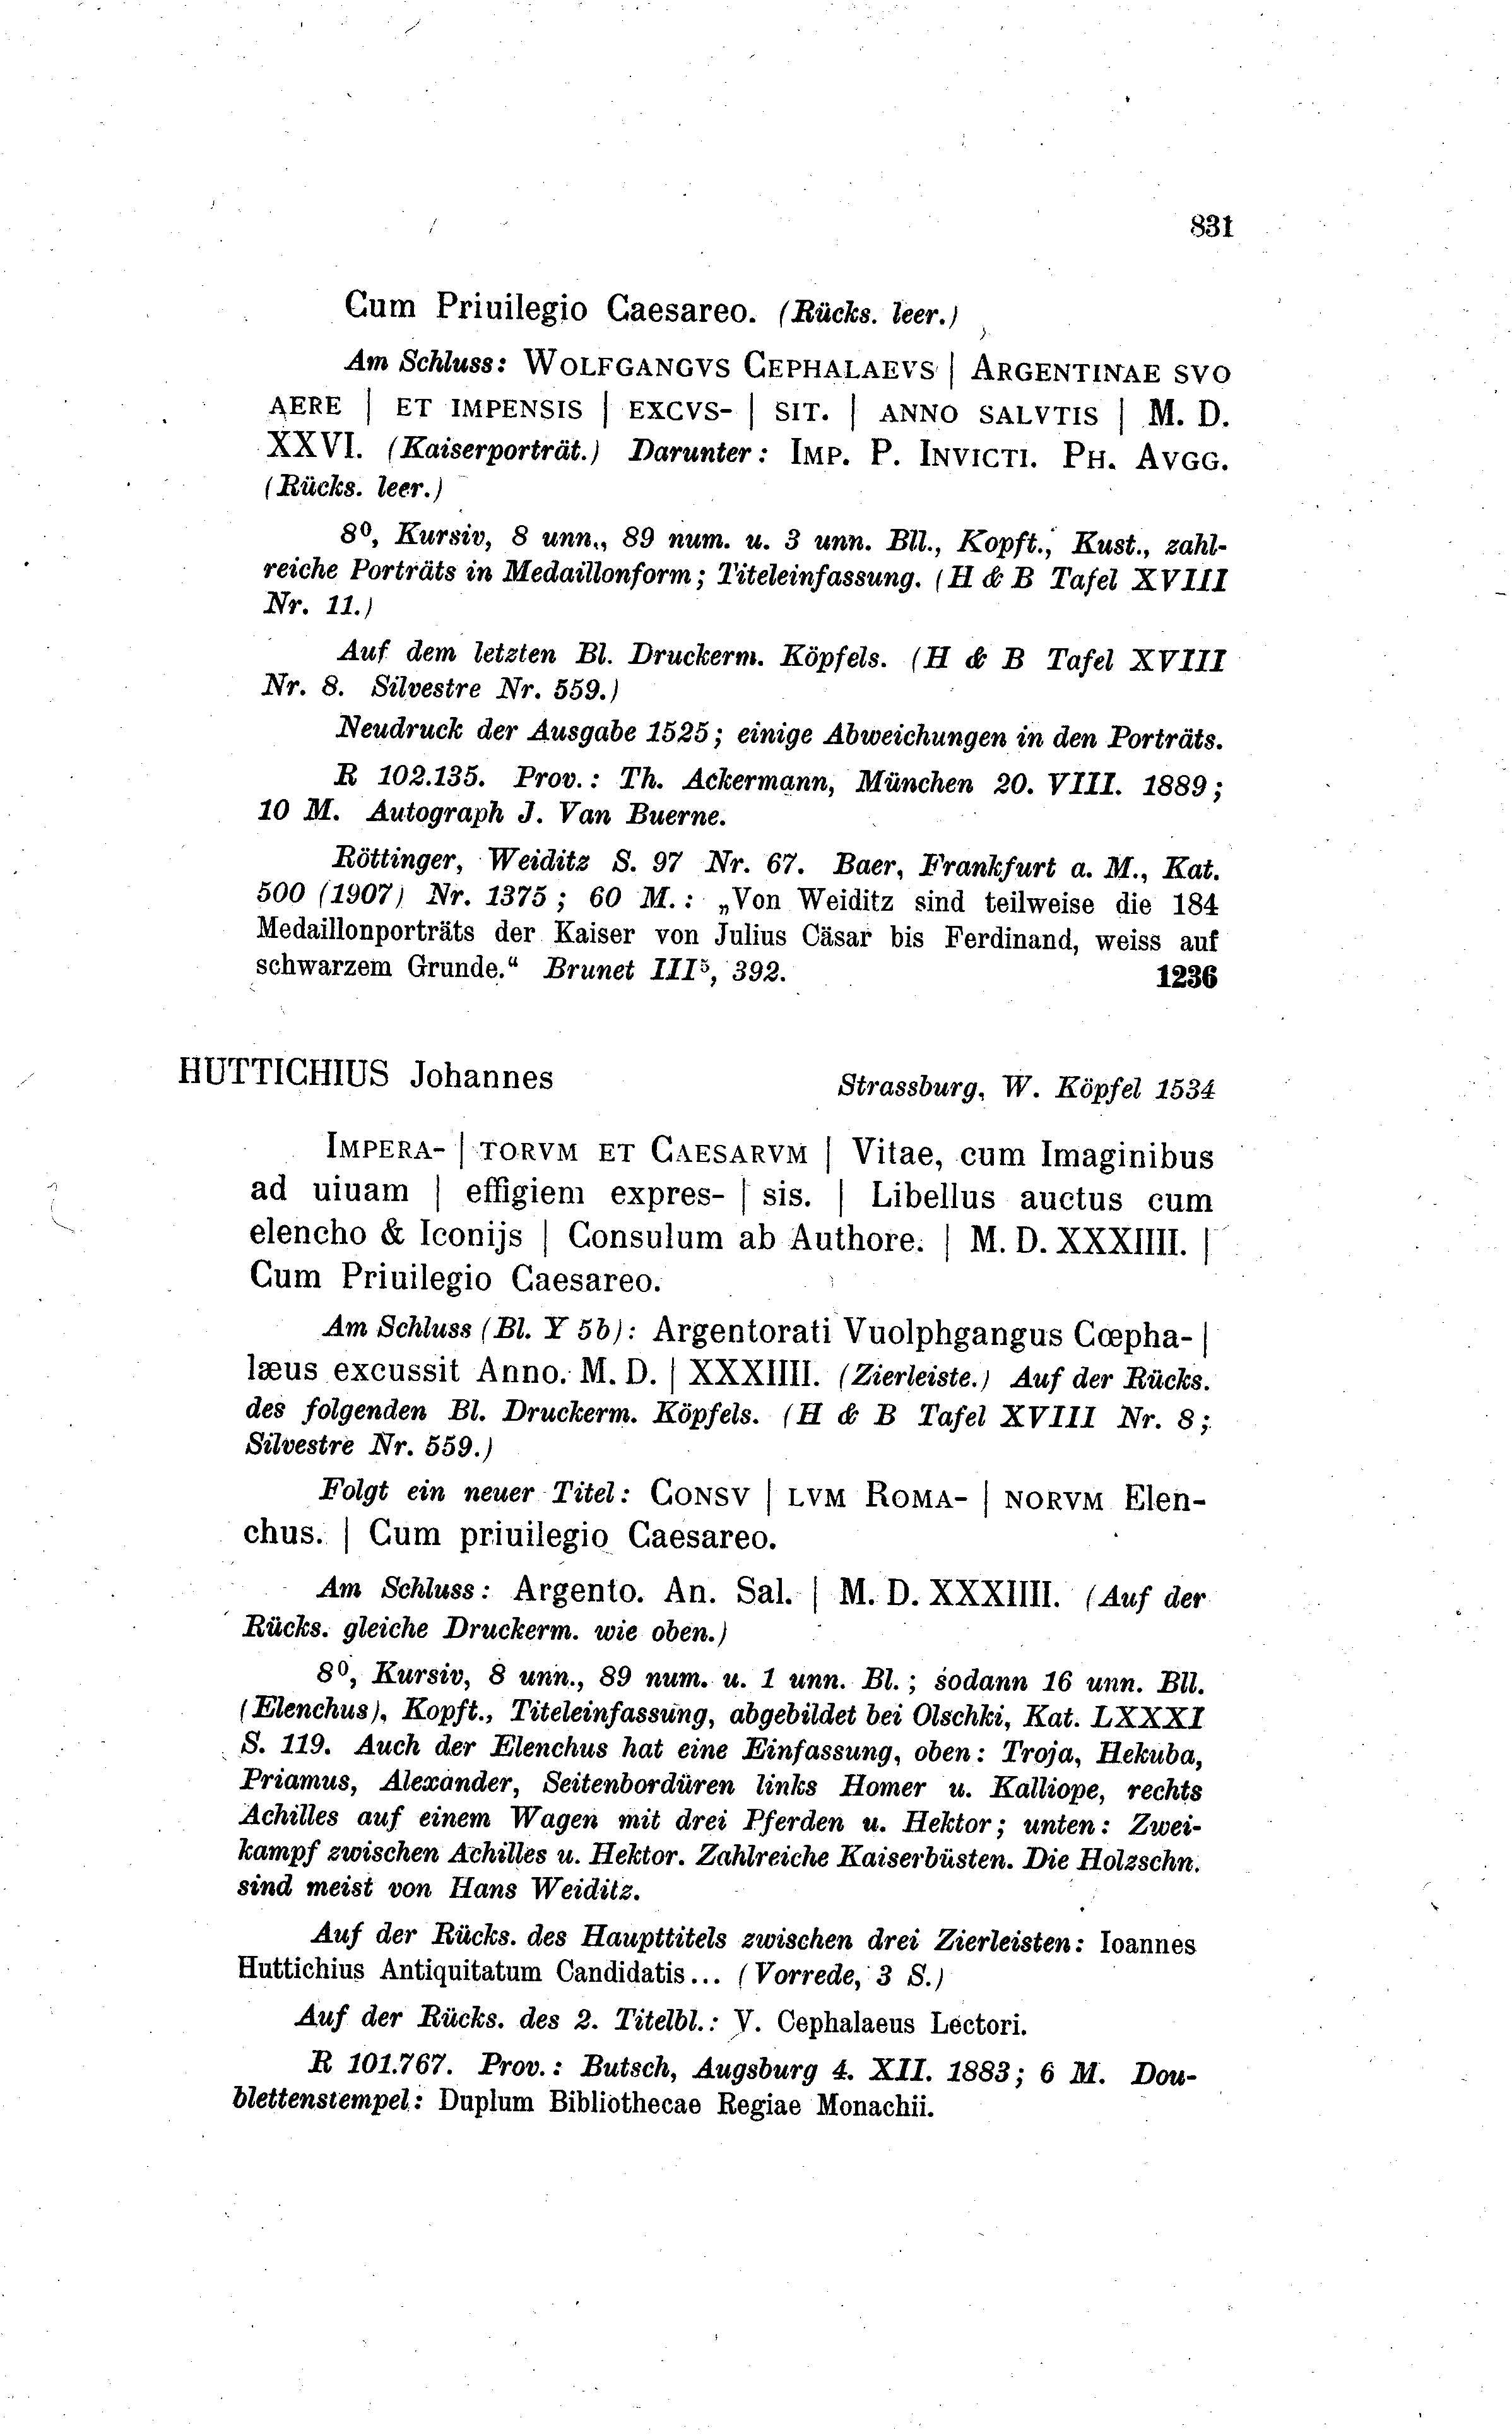 831
Cum Priuilegio Caesareo. (Rücks. leer.)
Am Schluss: WOLFGANGVS CEPHALAEVS | ARGENTINAE SVO
AERE | ET IMPENSIS | EXCVS- | SIT. | ANNO SALVTIS | M. D.
XXVI. (Kaiserporträt.) Darunter: IMP. P. INVICTI. PH. AVGG.
(Rücks. leer.)
8⁰, Kursiv, 8 unn., 89 num. u. 3 unn. Bll., Kopft., Kust., zahl-
reiche Porträts in Medaillonform; Titeleinfassung. (H & B Tafel XVIII
Nr. 11.)
Auf dem letzten Bl. Druckerm. Köpfels. (H & B Tafel XVIII
Nr. 8. Silvestre Nr. 559.)
Neudruck der Ausgabe 1525; einige Abweichungen in den Porträts.
R 102.135. Prov.: Th. Ackermann, München 20. VIII. 1889;
10 M. Autograph J. Van Buerne.
Röttinger, Weiditz S. 97 Nr. 67. Baer, Frankfurt a. M., Kat.
500 (1907) Nr. 1375; 60 M.: „Von Weiditz sind teilweise die 184
Medaillonporträts der Kaiser von Julius Cäsar bis Ferdinand, weiss auf
schwarzem Grunde.“ Brunet III⁵, 392. 1236
HUTTICHIUS Johannes Strassburg, W. Köpfel 1534
IMPERA- | TORVM ET CAESARVM | Vitae, cum Imaginibus
ad uiuam | effigiem expres- | sis. | Libellus auctus cum
elencho & Iconijs | Consulum ab Authore. | M. D. XXXIIII. |
Cum Priuilegio Caesareo.
Am Schluss (Bl. Y 5b): Argentorati Vuolphgangus Cœpha- |
læus excussit Anno. M. D. | XXXIIII. (Zierleiste.) Auf der Rücks.
des folgenden Bl. Druckerm. Köpfels. (H & B Tafel XVIII Nr. 8;
Silvestre Nr. 559.)
Folgt ein neuer Titel: CONSV | LVM ROMA- | NORVM Elen-
chus. | Cum priuilegio Caesareo.
Am Schluss: Argento. An. Sal. | M. D. XXXIIII. (Auf der
Rücks. gleiche Druckerm. wie oben.)
8⁰, Kursiv, 8 unn., 89 num. u. 1 unn. Bl.; sodann 16 unn. Bll.
(Elenchus), Kopft., Titeleinfassung, abgebildet bei Olschki, Kat. LXXXI
S. 119. Auch der Elenchus hat eine Einfassung, oben: Troja, Hekuba,
Priamus, Alexander, Seitenbordüren links Homer u. Kalliope, rechts
Achilles auf einem Wagen mit drei Pferden u. Hektor; unten: Zwei-
kampf zwischen Achilles u. Hektor. Zahlreiche Kaiserbüsten. Die Holzschn.
sind meist von Hans Weiditz.
Auf der Rücks. des Haupttitels zwischen drei Zierleisten: Ioannes
Huttichius Antiquitatum Candidatis... (Vorrede, 3 S.)
Auf der Rücks. des 2. Titelbl.: V. Cephalaeus Lectori.
R 101.767. Prov.: Butsch, Augsburg 4. XII. 1883; 6 M. Dou-
blettenstempel: Duplum Bibliothecae Regiae Monachii.